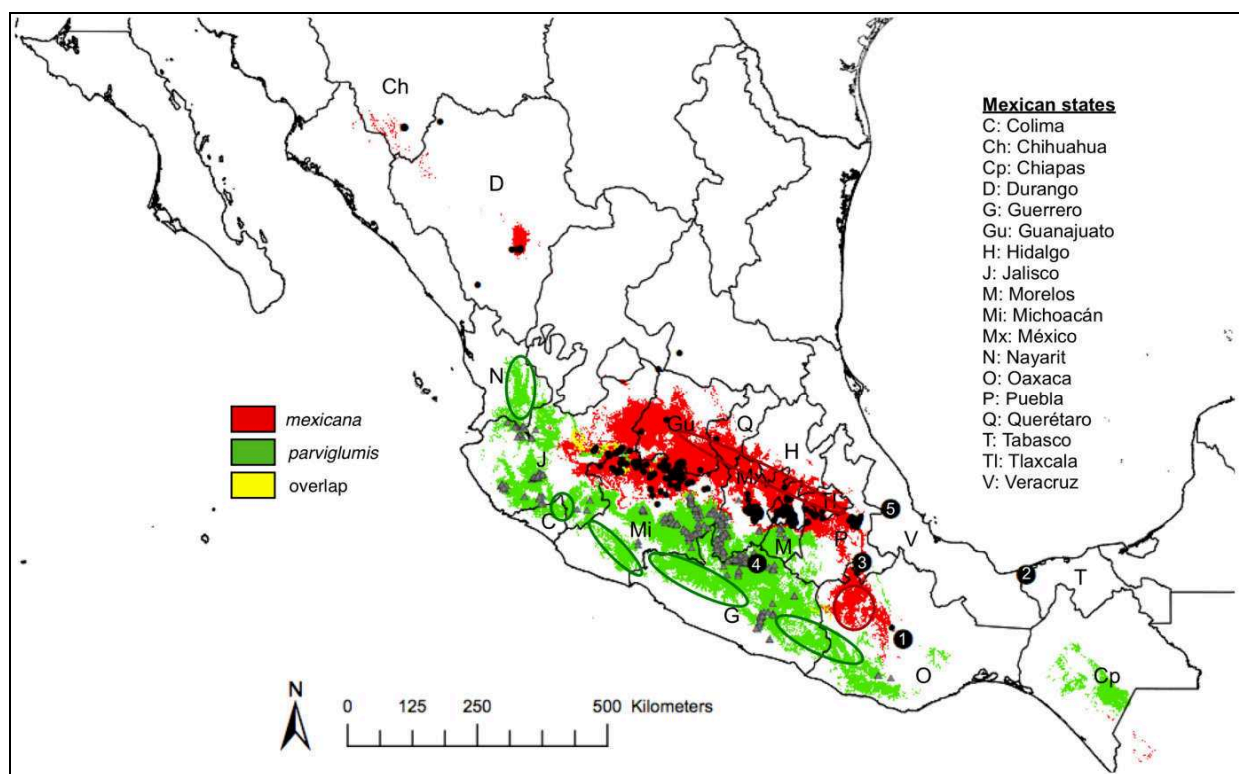 Ch
D
N
J
C
Mi
G
Gu
Q
H
Mx
Tl
M
P
V
O
T
Cp
1
2
3
4
5
mexicana
parviglumis
overlap
Mexican states
C: Colima
Ch: Chihuahua
Cp: Chiapas
D: Durango
G: Guerrero
Gu: Guanajuato
H: Hidalgo
J: Jalisco
M: Morelos
Mi: Michoacán
Mx: México
N: Nayarit
O: Oaxaca
P: Puebla
Q: Querétaro
T: Tabasco
Tl: Tlaxcala
V: Veracruz
N
0 125 250 500 Kilometers